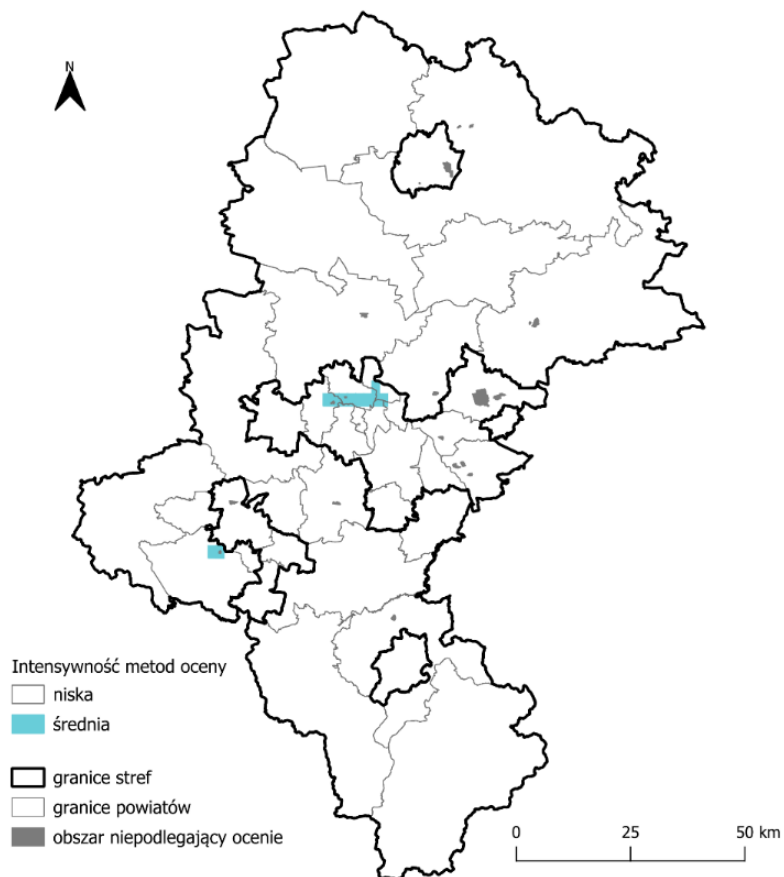 N
Intensywność metod oceny
niska
średnia
granice stref
granice powiatów
obszar niepodlegający ocenie
0 25 50 km